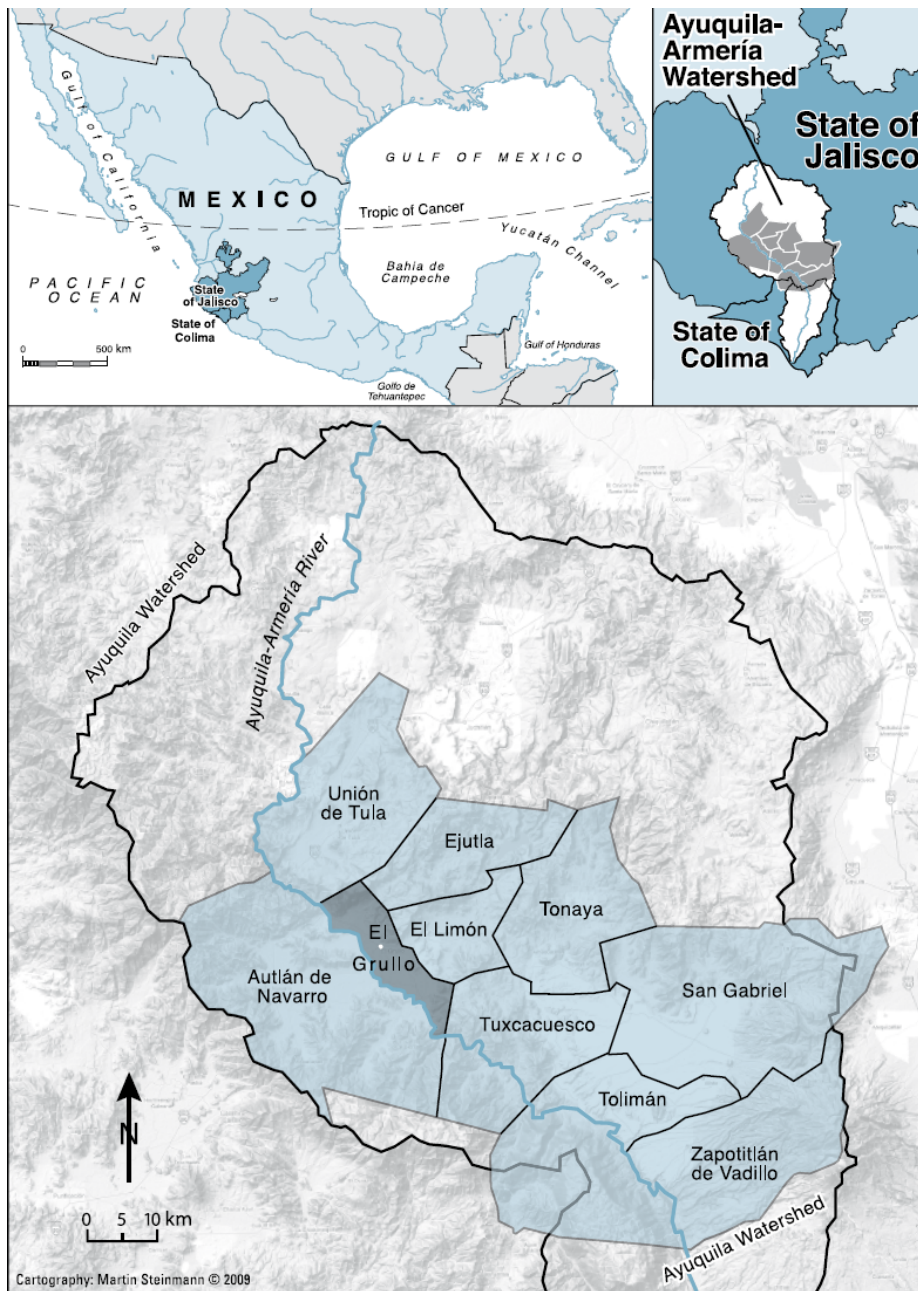 Gulf of California
MEXICO
GULF OF MEXICO
Tropic of Cancer
Yucatán Channel
Bahia de
Campeche
PACIFIC
OCEAN
State
of Jalisco
State of
Colima
0 500 km
Gulf of Honduras
Golfo de
Tehuantepec
Ayuquila-
Armería
Watershed
State of
Jalisco
State of
Colima
Ayuquila Watershed
Ayuquila-Armería River
Unión
de Tula
Ejutla
Tonaya
El Limón
El
Grullo
Autlán de
Navarro
San Gabriel
Tuxcacuesco
Tolimán
Zapotitlán
de Vadillo
Ayuquila Watershed
N
0 5 10 km
Cartography: Martin Steinmann © 2009